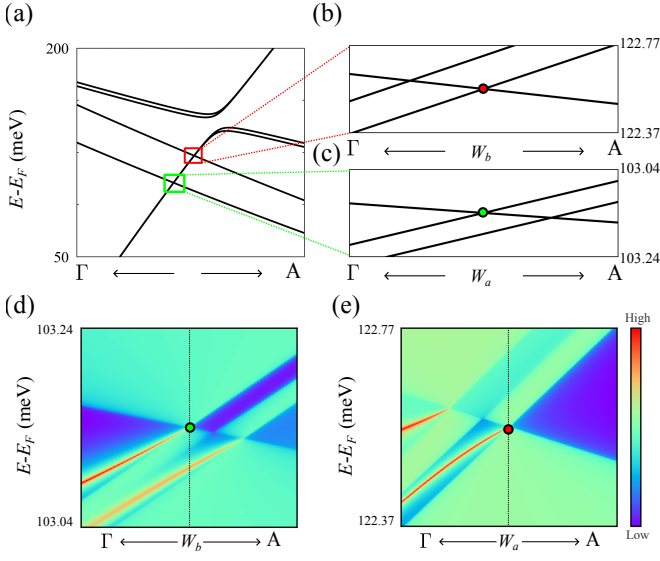 (a)
200
E-E_F (meV)
50
Γ
A
(b)
122.77
122.37
Γ
W_b
A
(c)
103.04
103.24
Γ
W_a
A
(d)
103.24
E-E_F (meV)
103.04
Γ
W_b
A
(e)
122.77
E-E_F (meV)
122.37
Γ
W_a
A
High
Low